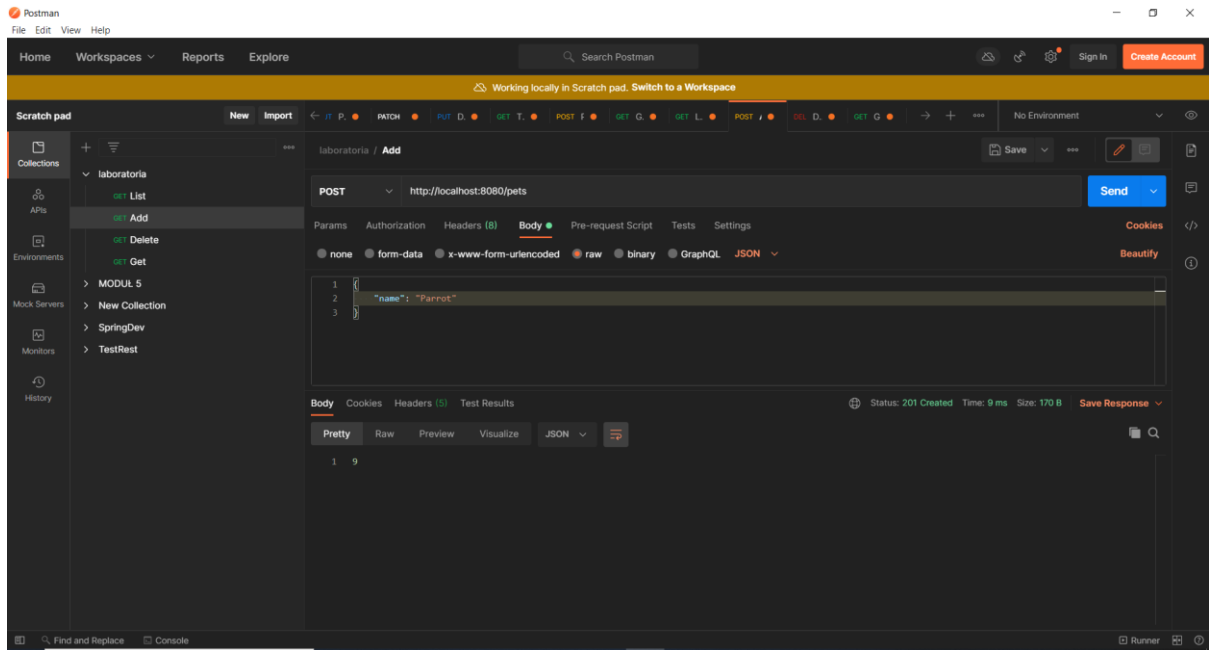 Postman
File Edit View Help
Home Workspaces Reports Explore Search Postman Sign In Create Account
Working locally in Scratch pad. Switch to a Workspace
Scratch pad New Import P. PATCH PUT D. GET T. POST GET G. GET L. POST D. GET G No Environment
Collections
APIs
Environments
Mock Servers
Monitors
History
laboratoria
GET List
GET Add
GET Delete
GET Get
MODUŁ 5
New Collection
SpringDev
TestRest
laboratoria / Add Save
POST http://localhost:8080/pets Send
Params Authorization Headers (8) Body Pre-request Script Tests Settings Cookies
none form-data x-www-form-urlencoded raw binary GraphQL JSON Beautify
1 {
2 "name": "Parrot"
3 }
Body Cookies Headers (5) Test Results Status: 201 Created Time: 9 ms Size: 170 B Save Response
Pretty Raw Preview Visualize JSON
1 9
Find and Replace Console Runner